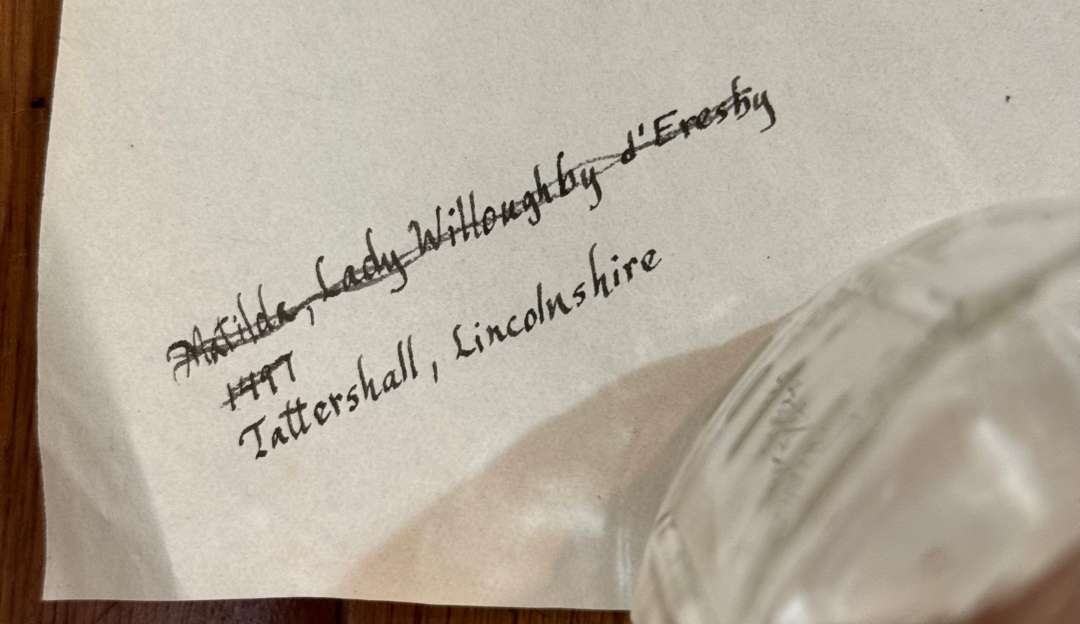 Matilda, Lady Willoughby d'Eresby
1497
Tattershall, Lincolnshire